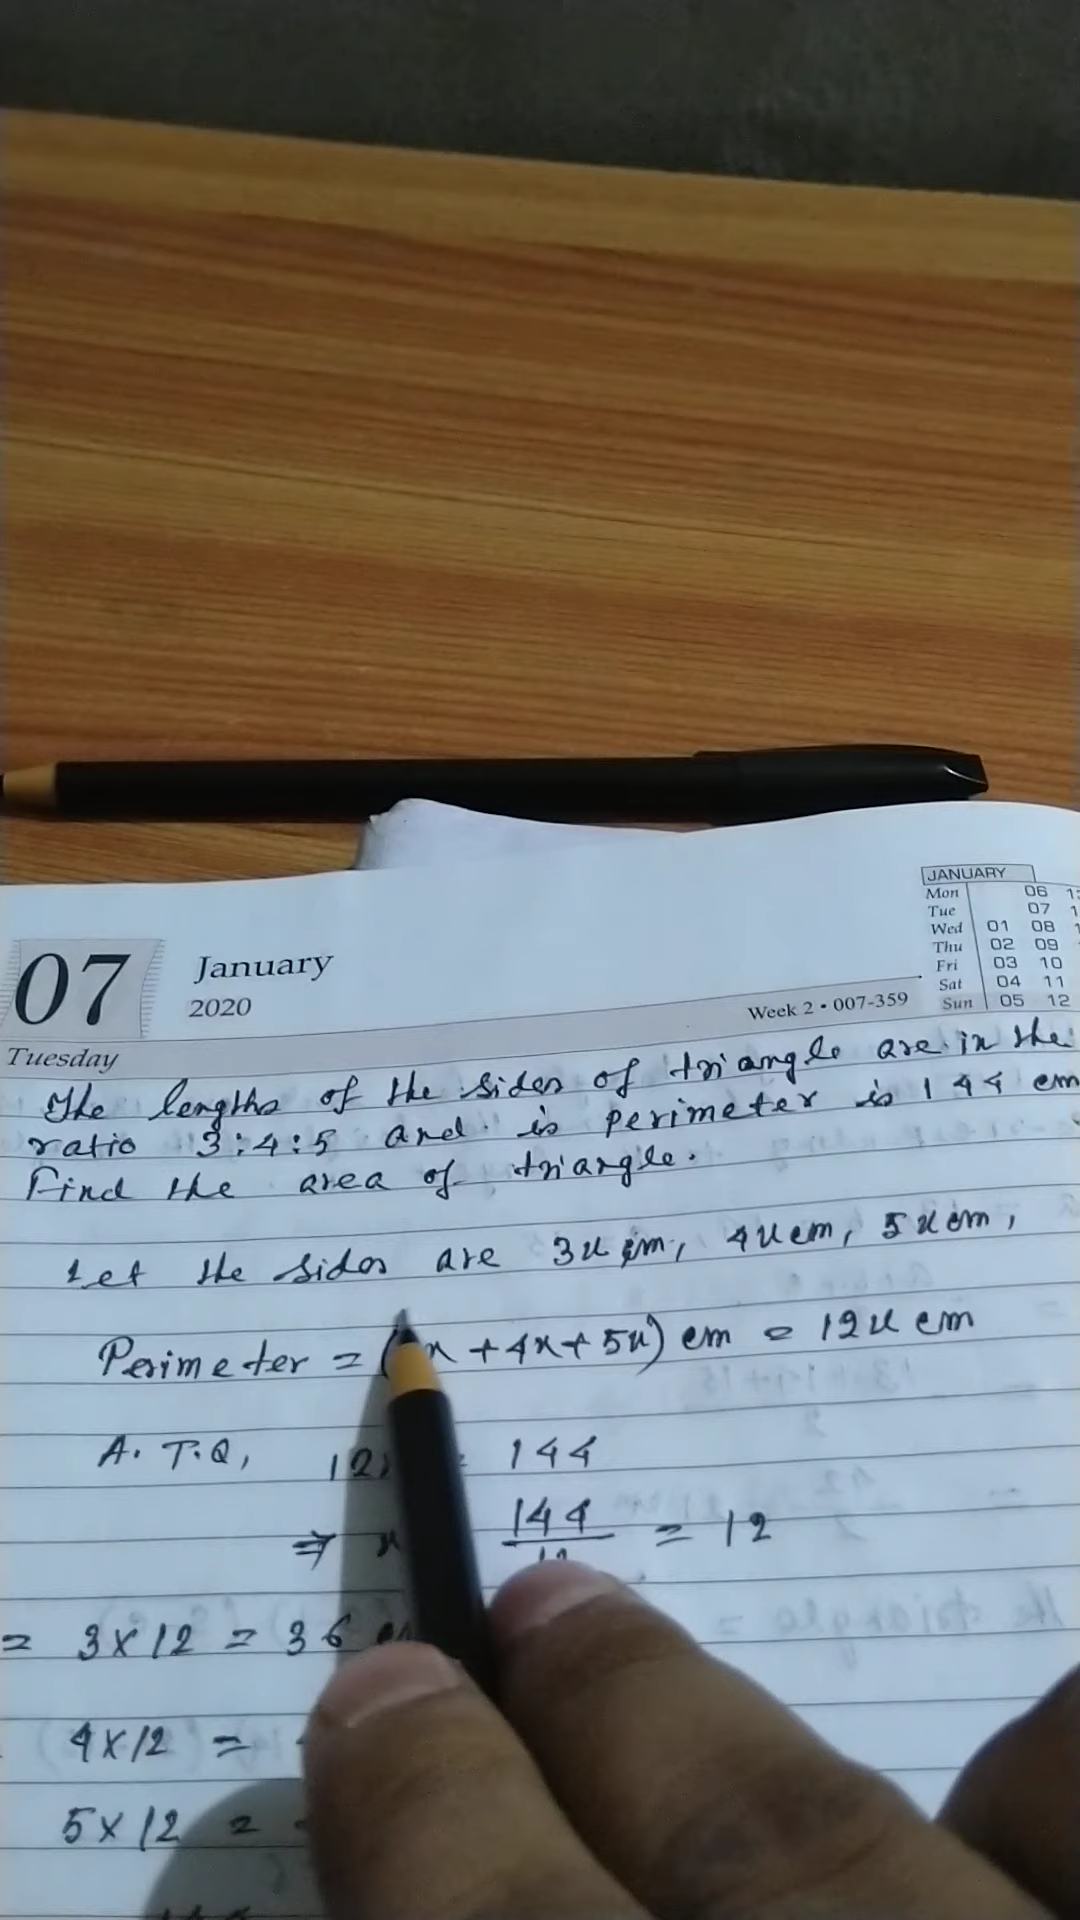 JANUARY
Mon 06
Tue 07
Wed 01 08
Thu 02 09
Fri 03 10
Sat 04 11
Sun 05 12
07
January
2020
Week 2 • 007-359
Tuesday
The lengths of the sides of triangle are in the
ratio 3:4:5 and is perimeter is 144 cm
Find the area of triangle.
Let the sides are 3x cm, 4x cm, 5x cm,
Perimeter = ( x + 4x + 5x) cm = 12x cm
A. T.Q, 12 = 144
⇒ x 144 = 12
= 3×12 = 36
4×12 =
5×12 =